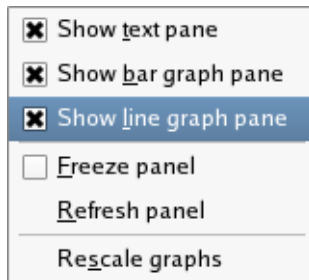 Show text pane
Show bar graph pane
Show line graph pane
Freeze panel
Refresh panel
Rescale graphs